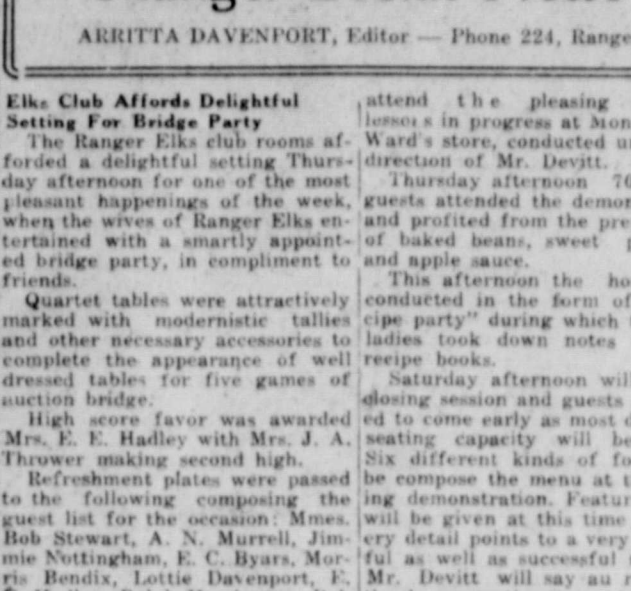 ARRITTA DAVENPORT, Editor — Phone 224, Range
Elks Club Affords Delightful
Setting For Bridge Party
The Ranger Elks club rooms af-
forded a delightful setting Thurs-
day afternoon for one of the most
pleasant happenings of the week,
when the wives of Ranger Elks en-
tertained with a smartly appoint-
ed bridge party, in compliment to
friends.
Quartet tables were attractively
marked with modernistic tallies
and other necessary accessories to
complete the appearance of well
dressed tables for five games of
auction bridge.
High score favor was awarded
Mrs. E. E. Hadley with Mrs. J. A.
Thrower making second high.
Refreshment plates were passed
to the following composing the
guest list for the occasion: Mmes.
Bob Stewart, A. N. Murrell, Jim-
mie Nottingham, E. C. Byars, Mor-
ris Bendix, Lottie Davenport, E.
attend the pleasing
lessons in progress at Mon
Ward's store, conducted u
direction of Mr. Devitt.
Thursday afternoon 70
guests attended the demon
and profited from the pre
of baked beans, sweet p
and apple sauce.
This afternoon the ho
conducted in the form of
cipe party" during which
ladies took down notes
recipe books.
Saturday afternoon wil
closing session and guests
ed to come early as most
seating capacity will be
Six different kinds of fo
be compose the menu at t
ing demonstration. Featur
will be given at this time
ery detail points to a very
ful as well as successful
Mr. Devitt will say au r